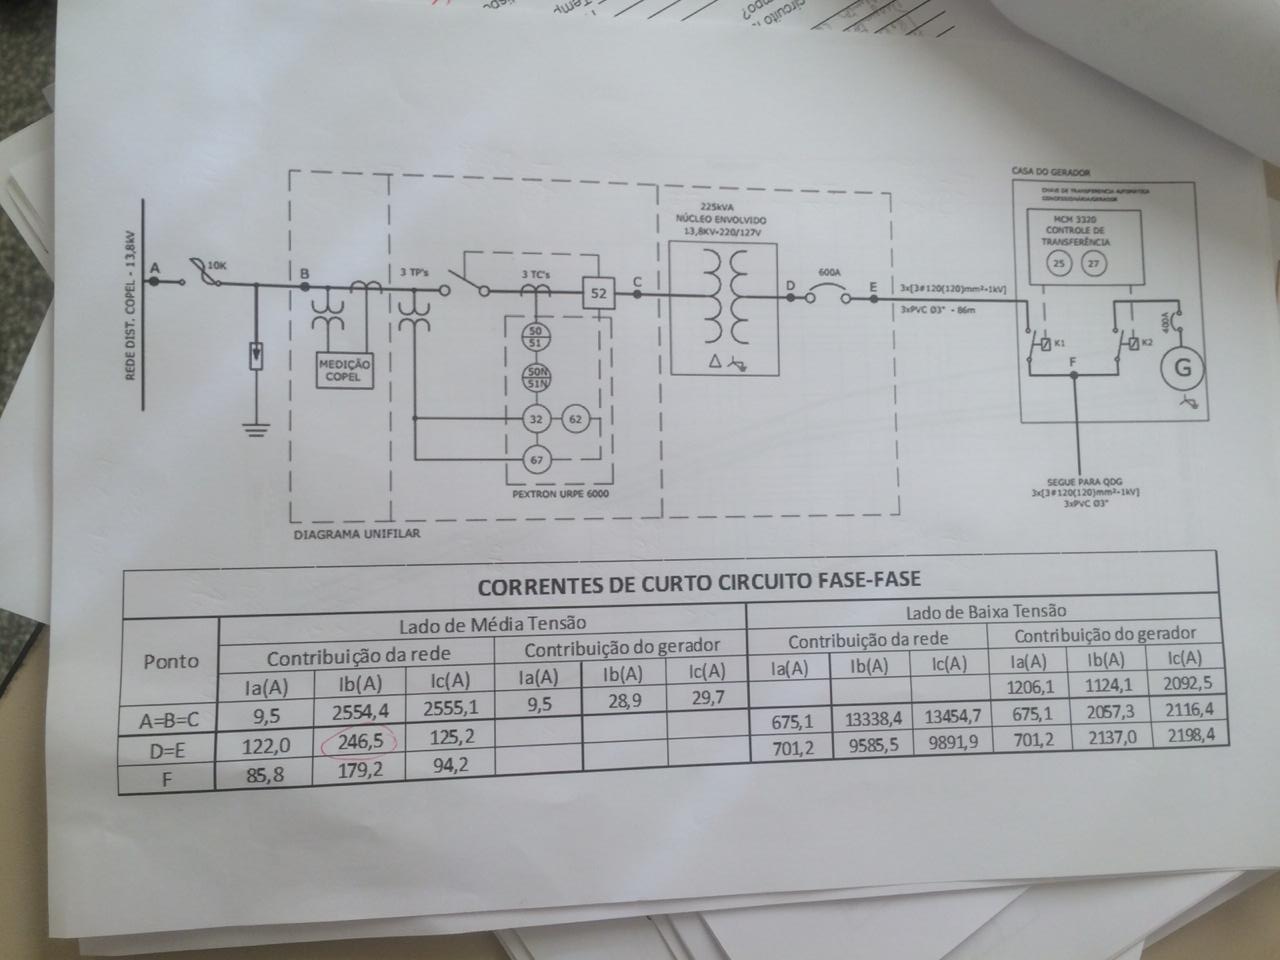 CASA DO GERADOR
CHAVE DE TRANSFERÊNCIA AUTOMÁTICA
CONCESSIONÁRIA/GERADOR
MCM 3320
CONTROLE DE
TRANSFERÊNCIA
25 27
225kVA
NÚCLEO ENVOLVIDO
13,8KV-220/127V
REDE DIST. COPEL - 13,8kV
A
10K
B
3 TP's
3 TC's
52
C
D
600A
E
3x[3#120(120)mm²-1kV]
3xPVC Ø3" - 86m
K1
K2
400A
F
G
MEDIÇÃO
COPEL
50
51
50N
51N
32 62
67
PEXTRON URPE 6000
SEGUE PARA QDG
3x[3#120(120)mm²-1kV]
3xPVC Ø3"
DIAGRAMA UNIFILAR
CORRENTES DE CURTO CIRCUITO FASE-FASE
Ponto Lado de Média Tensão Lado de Baixa Tensão
Contribuição da rede Contribuição do gerador Contribuição da rede Contribuição do gerador
Ia(A) Ib(A) Ic(A) Ia(A) Ib(A) Ic(A) Ia(A) Ib(A) Ic(A) Ia(A) Ib(A) Ic(A)
A=B=C 9,5 2554,4 2555,1 9,5 28,9 29,7 1206,1 1124,1 2092,5
D=E 122,0 246,5 125,2 675,1 13338,4 13454,7 675,1 2057,3 2116,4
F 85,8 179,2 94,2 701,2 9585,5 9891,9 701,2 2137,0 2198,4